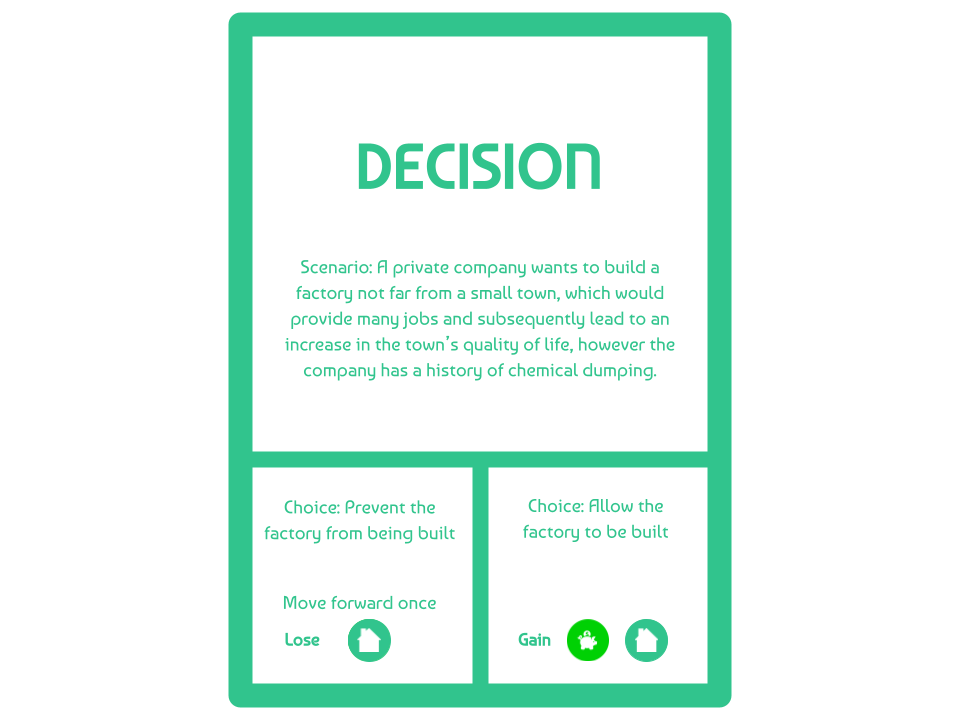 DECISION
Scenario: A private company wants to build a
factory not far from a small town, which would
provide many jobs and subsequently lead to an
increase in the town's quality of life, however the
company has a history of chemical dumping.
Choice: Prevent the
factory from being built
Move forward once
Lose
Choice: Allow the
factory to be built
Gain